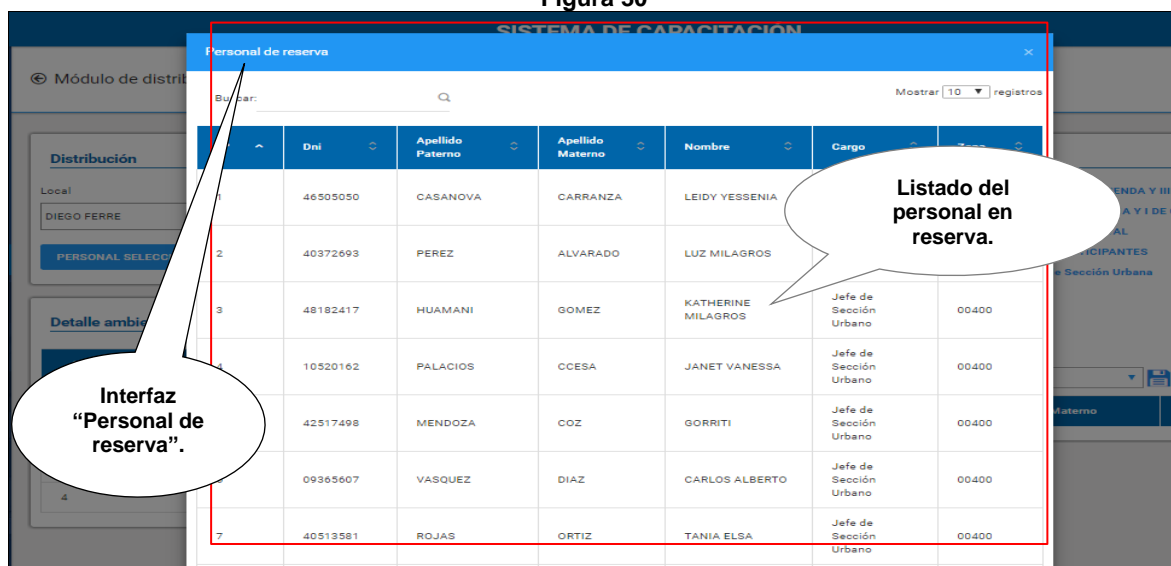 Figura 30
SISTEMA DE CAPACITACIÓN
Personal de reserva ×
Módulo de
Buscar:
Mostrar 10 registros
Dni Apellido Paterno Apellido Materno Nombre Cargo
1 46505050 CASANOVA CARRANZA LEIDY YESSENIA
2 40372693 PEREZ ALVARADO LUZ MILAGROS
3 48182417 HUAMANI GOMEZ KATHERINE MILAGROS Jefe de Sección Urbano 00400
4 10520162 PALACIOS CCESA JANET VANESSA Jefe de Sección Urbano 00400
42517498 MENDOZA COZ GORRITI Jefe de Sección Urbano 00400
09365607 VASQUEZ DIAZ CARLOS ALBERTO Jefe de Sección Urbano 00400
7 40513581 ROJAS ORTIZ TANIA ELSA Jefe de Sección Urbano 00400
Distribución
Local
DIEGO FERRE
PERSONAL
Detalle
4
Y III
A Y I DE
AL
Sección Urbana
Materno
Listado del
personal en
reserva.
Interfaz
“Personal de
reserva”.